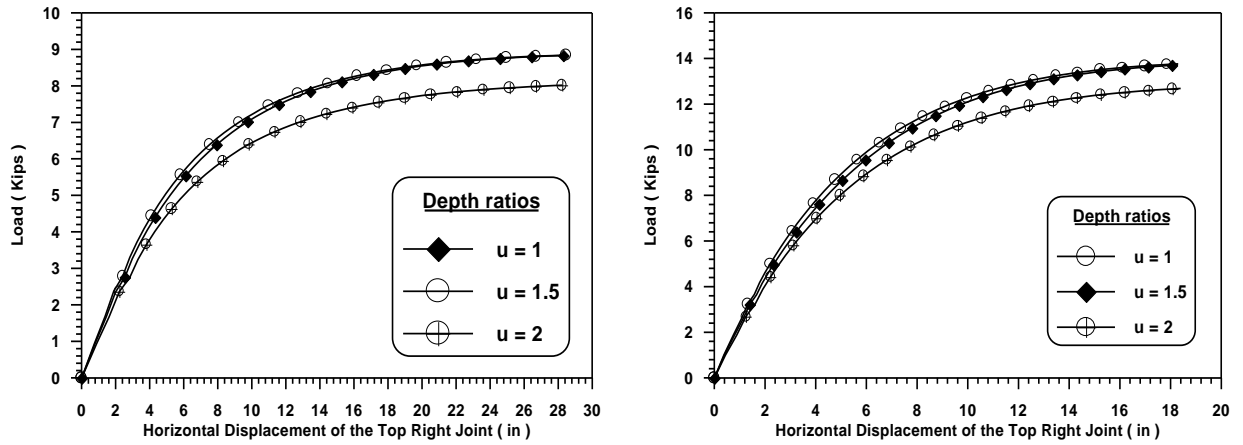 10
9
8
7
6
5
4
3
2
1
0
Load ( Kips )
0 2 4 6 8 10 12 14 16 18 20 22 24 26 28 30
Horizontal Displacement of the Top Right Joint ( in )
Depth ratios
u = 1
u = 1.5
u = 2
16
14
12
10
8
6
4
2
0
Load ( Kips )
0 2 4 6 8 10 12 14 16 18 20
Horizontal Displacement of the Top Right Joint ( in )
Depth ratios
u = 1
u = 1.5
u = 2